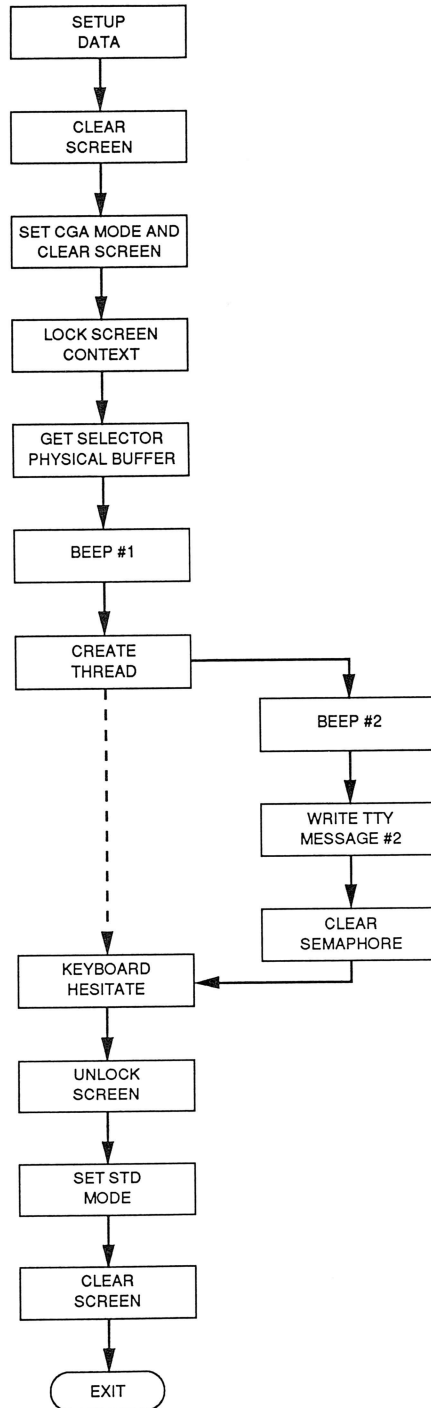 SETUP
DATA
CLEAR
SCREEN
SET CGA MODE AND
CLEAR SCREEN
LOCK SCREEN
CONTEXT
GET SELECTOR
PHYSICAL BUFFER
BEEP #1
CREATE
THREAD
BEEP #2
WRITE TTY
MESSAGE #2
CLEAR
SEMAPHORE
KEYBOARD
HESITATE
UNLOCK
SCREEN
SET STD
MODE
CLEAR
SCREEN
EXIT